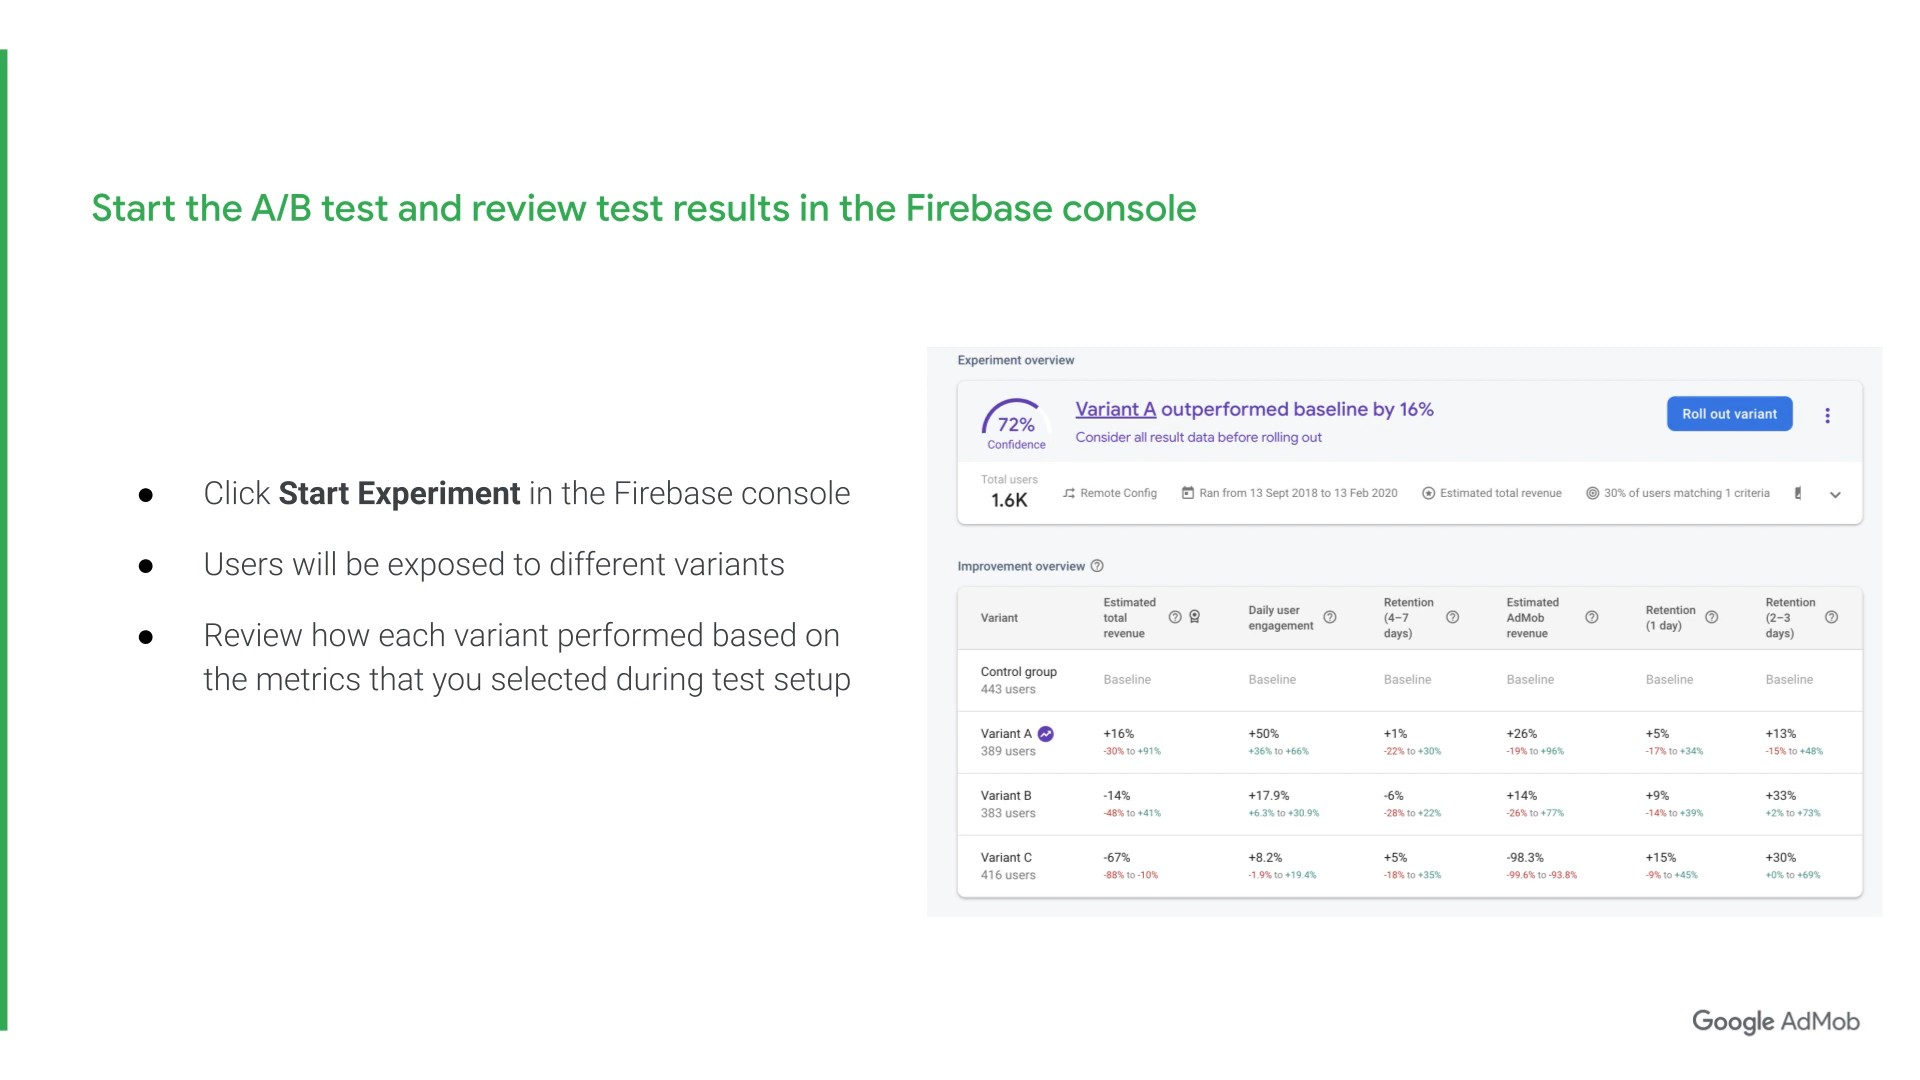 Start the A/B test and review test results in the Firebase console
● Click Start Experiment in the Firebase console
● Users will be exposed to different variants
● Review how each variant performed based on
the metrics that you selected during test setup
Experiment overview
72%
Confidence
Variant A outperformed baseline by 16%
Consider all result data before rolling out
Roll out variant
Total users
1.6K
Remote Config
Ran from 13 Sept 2018 to 13 Feb 2020
Estimated total revenue
30% of users matching 1 criteria
Improvement overview
Variant
Estimated
total
revenue
Daily user
engagement
Retention
(4–7
days)
Estimated
AdMob
revenue
Retention
(1 day)
Retention
(2–3
days)
Control group
443 users
Baseline Baseline Baseline Baseline Baseline Baseline
Variant A +16% +50% +1% +26% +5% +13%
389 users -30% to +91% +36% to +66% -22% to +30% -19% to +96% -17% to +34% -15% to +48%
Variant B -14% +17.9% -6% +14% +9% +33%
383 users -48% to +41% +6.3% to +30.9% -28% to +22% -26% to +77% -14% to +39% +2% to +73%
Variant C -67% +8.2% +5% -98.3% +15% +30%
416 users -88% to -10% -1.9% to +19.4% -18% to +35% -99.6% to -93.8% -9% to +45% +0% to +69%
Google AdMob